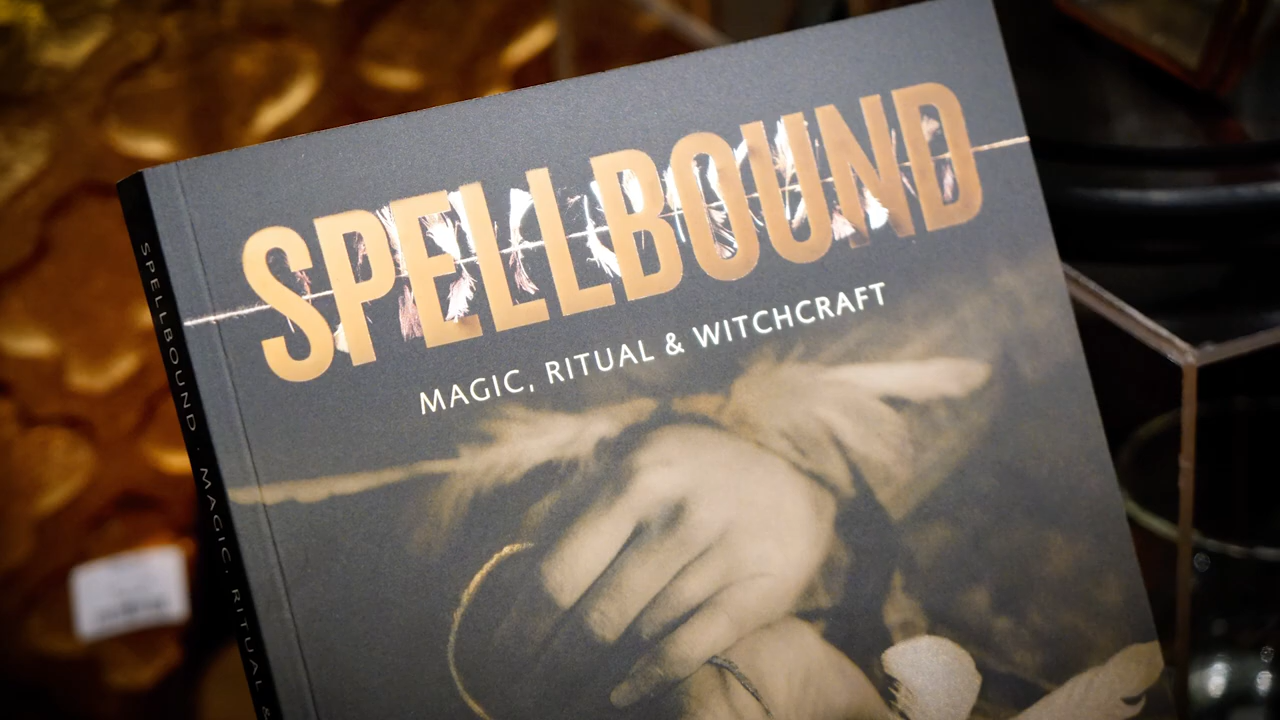 SPELLBOUND
MAGIC, RITUAL & WITCHCRAFT
SPELLBOUND · MAGIC, RITUAL &